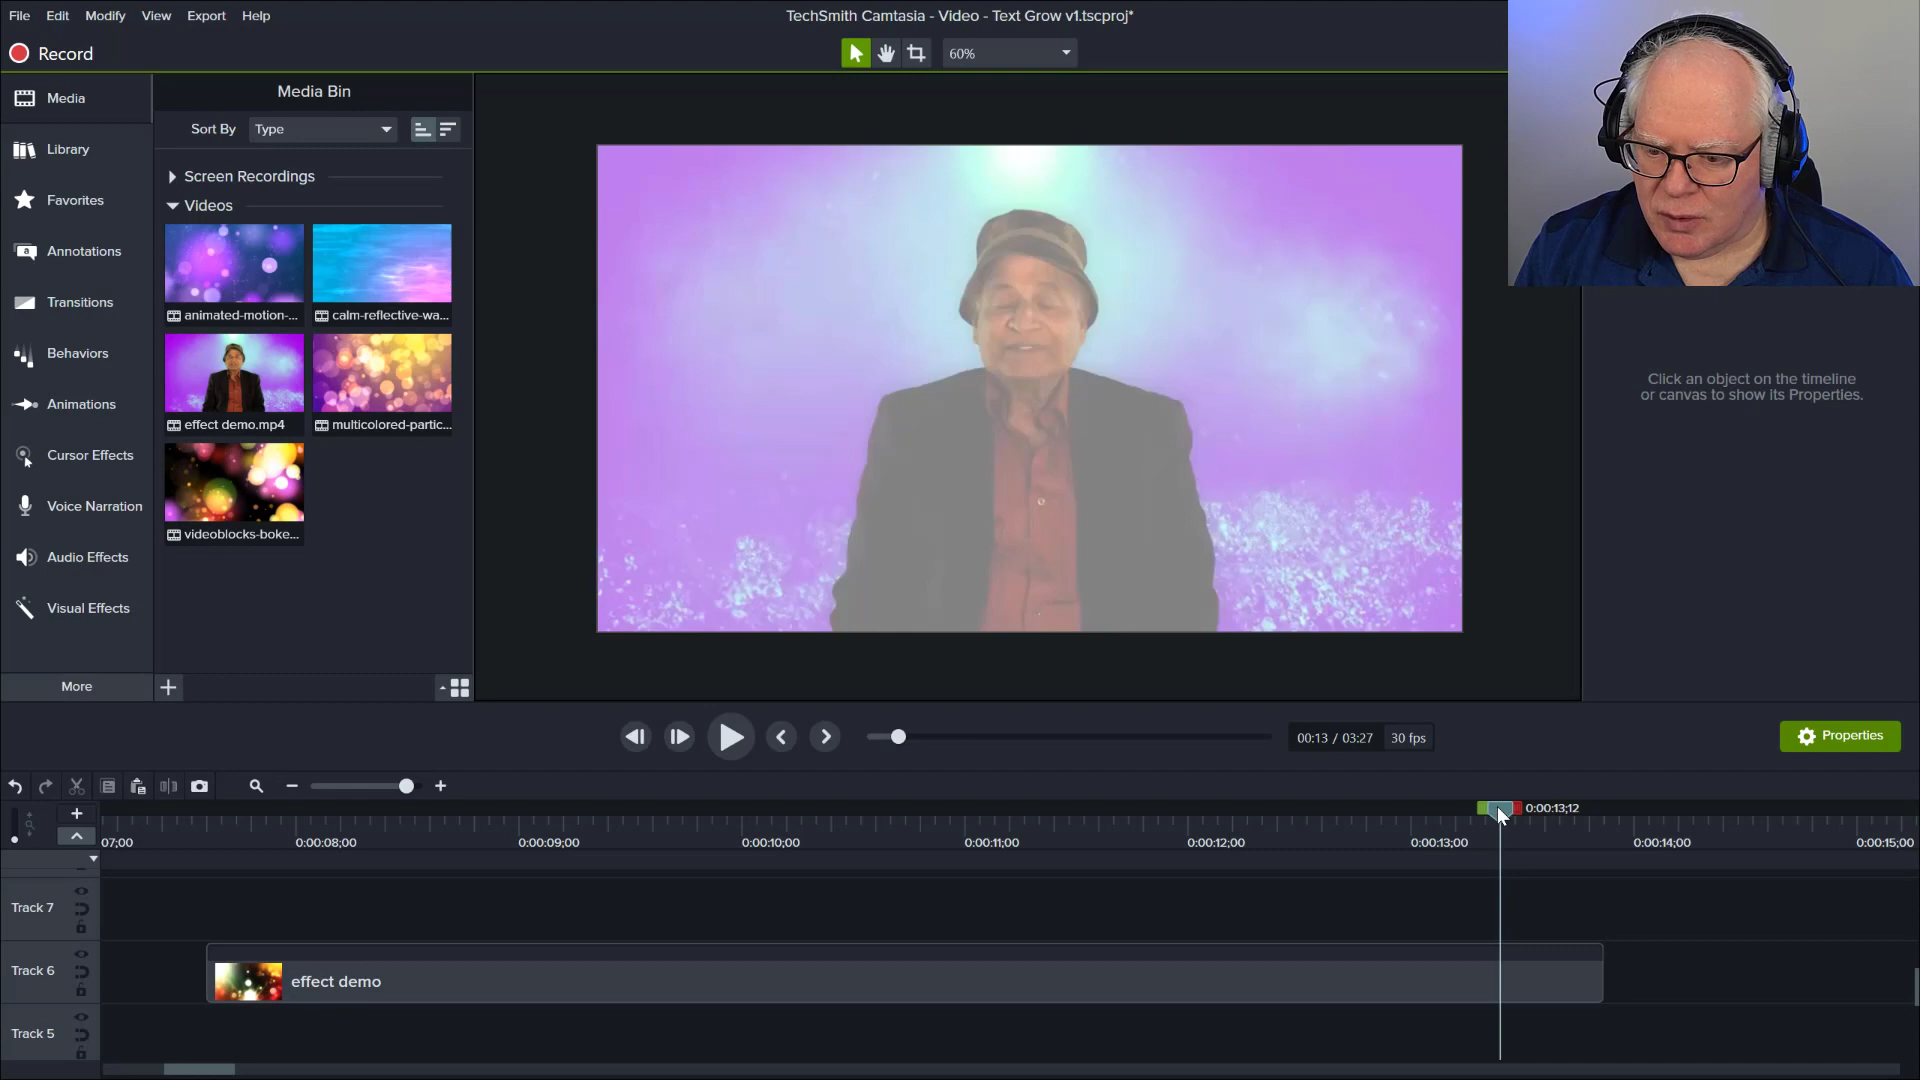 File Edit Modify View Export Help
TechSmith Camtasia - Video - Text Grow v1.tscproj*
Record
60%
Media
Library
Favorites
Annotations
Transitions
Behaviors
Animations
Cursor Effects
Voice Narration
Audio Effects
Visual Effects
More
Media Bin
Sort By Type
Screen Recordings
Videos
animated-motion-... calm-reflective-wa...
effect demo.mp4 multicolored-partic...
videoblocks-boke...
Click an object on the timeline
or canvas to show its Properties.
00:13 / 03:27 30 fps
Properties
0:00:13;12
07;00 0:00:08;00 0:00:09;00 0:00:10;00 0:00:11;00 0:00:12;00 0:00:13;00 0:00:14;00 0:00:15;00
Track 7
Track 6
effect demo
Track 5